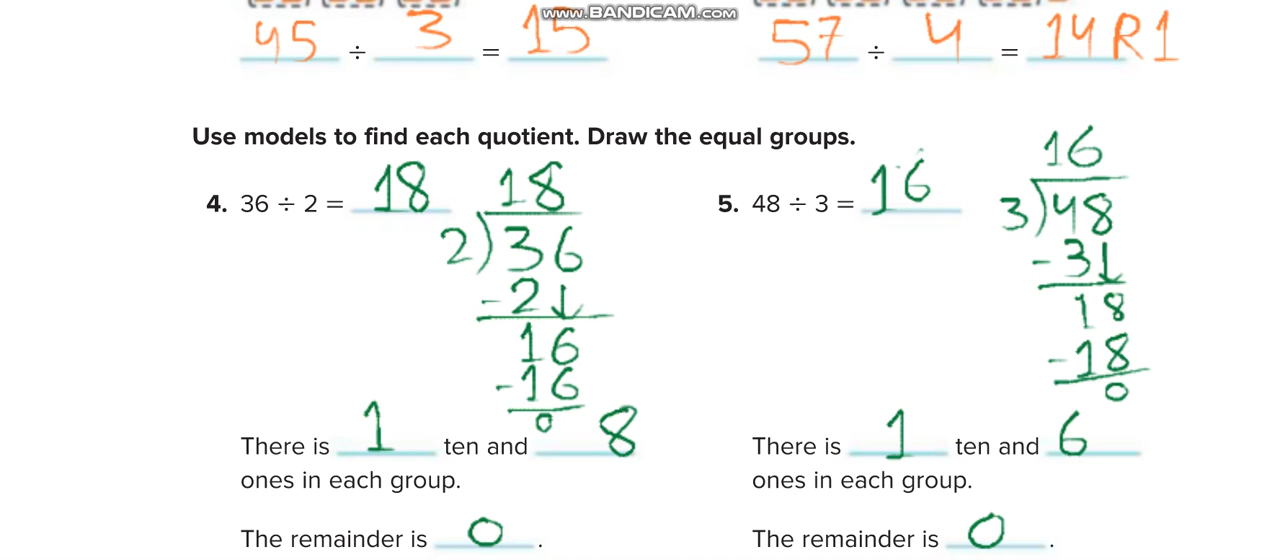 www.BANDICAM.com
45 ÷ 3 = 15
57 ÷ 4 = 14 R 1
Use models to find each quotient. Draw the equal groups.
4. 36 ÷ 2 = 18
18
2)36
-2↓
16
-16
0
There is 1 ten and 8
ones in each group.
The remainder is 0.
5. 48 ÷ 3 = 16
16
3)48
-3↓
18
-18
0
There is 1 ten and 6
ones in each group.
The remainder is 0.